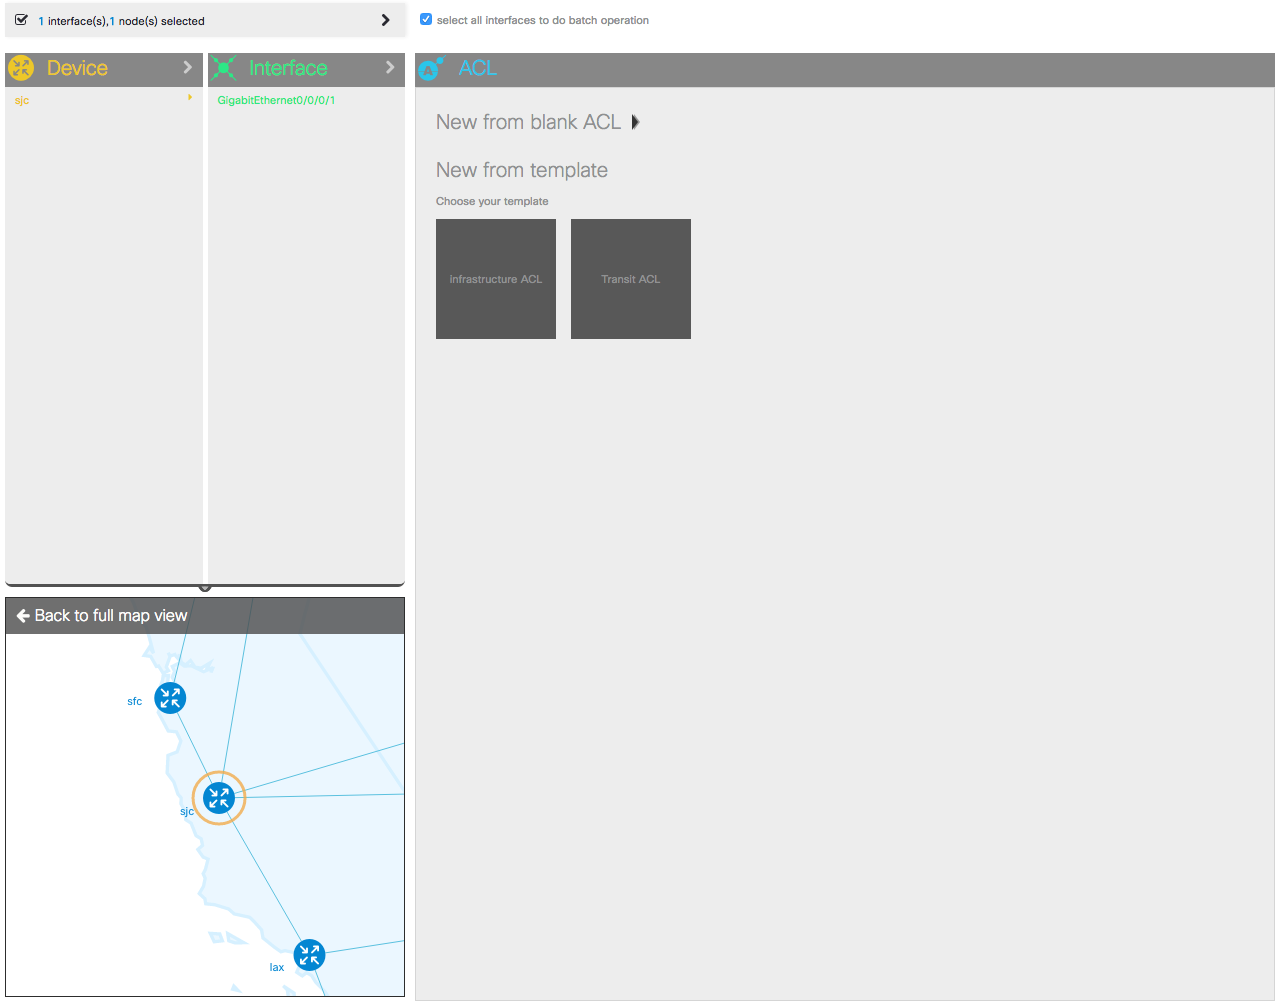 1 interface(s),1 node(s) selected
select all interfaces to do batch operation
Device
Interface
ACL
sjc
GigabitEthernet0/0/0/1
New from blank ACL
New from template
Choose your template
infrastructure ACL
Transit ACL
Back to full map view
sfc
sjc
lax